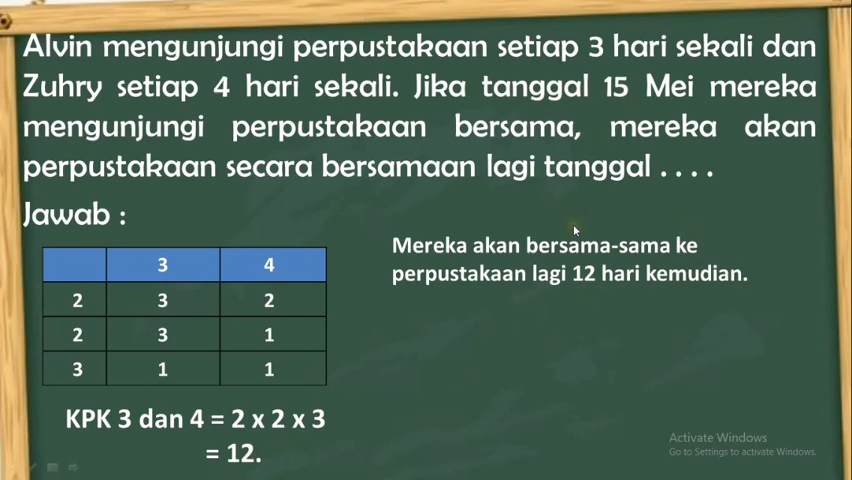 Alvin mengunjungi perpustakaan setiap 3 hari sekali dan
Zuhry setiap 4 hari sekali. Jika tanggal 15 Mei mereka
mengunjungi perpustakaan bersama, mereka akan
perpustakaan secara bersamaan lagi tanggal . . . .
Jawab :
3 4
2 3 2
2 3 1
3 1 1
KPK 3 dan 4 = 2 x 2 x 3
= 12.
Mereka akan bersama-sama ke
perpustakaan lagi 12 hari kemudian.
Activate Windows
Go to Settings to activate Windows.